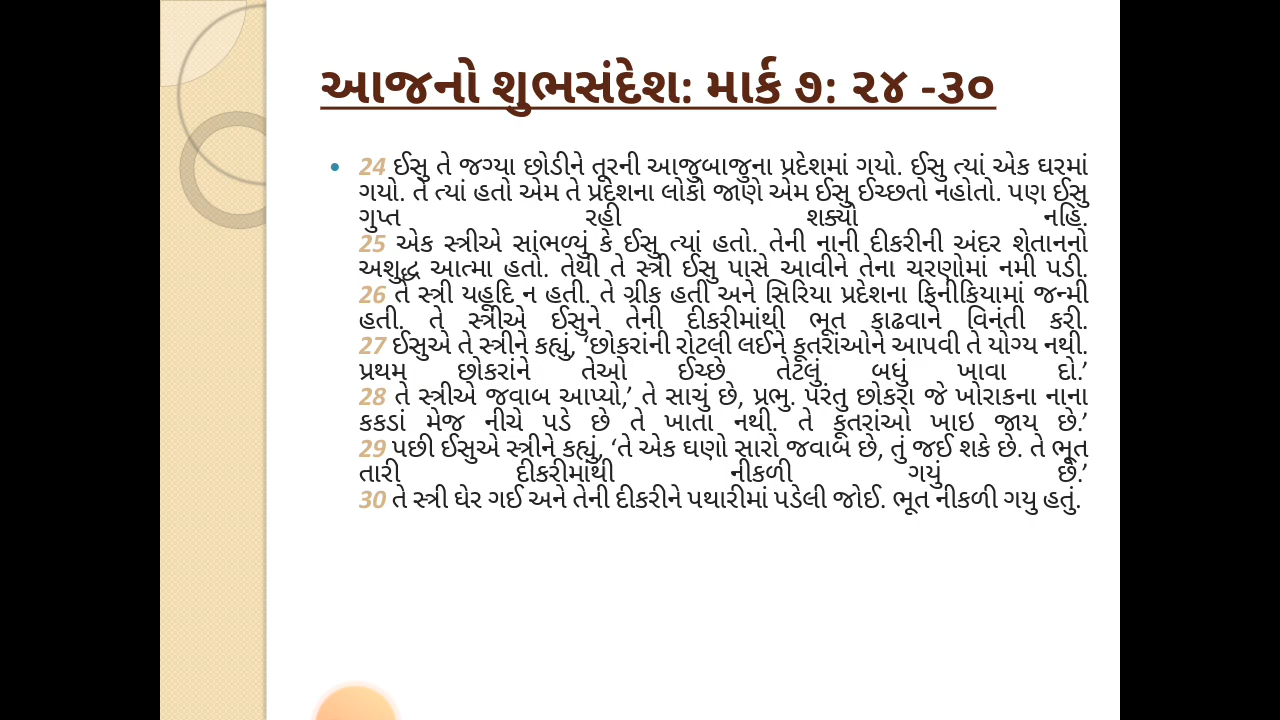 આજનો શુભસંદેશ: માર્ક ૭: ૨૪ -૩૦
• 24 ઈસુ તે જગ્યા છોડીને તૂરની આજુબાજુના પ્રદેશમાં ગયો. ઈસુ ત્યાં એક ઘરમાં
ગયો. તે ત્યાં હતો એમ તે પ્રદેશના લોકો જાણે એમ ઈસુ ઈચ્છતો નહોતો. પણ ઈસુ
ગુપ્ત રહી શક્યો નહિ.
25 એક સ્ત્રીએ સાંભળ્યું કે ઈસુ ત્યાં હતો. તેની નાની દીકરીની અંદર શેતાનનો
અશુદ્ધ આત્મા હતો. તેથી તે સ્ત્રી ઈસુ પાસે આવીને તેના ચરણોમાં નમી પડી.
26 તે સ્ત્રી યહૂદિ ન હતી. તે ગ્રીક હતી અને સિરિયા પ્રદેશના ફિનીકિયામાં જન્મી
હતી. તે સ્ત્રીએ ઈસુને તેની દીકરીમાંથી ભૂત કાઢવાને વિનંતી કરી.
27 ઈસુએ તે સ્ત્રીને કહ્યું, ‘છોકરાંની રોટલી લઈને કૂતરાંઓને આપવી તે યોગ્ય નથી.
પ્રથમ છોકરાંને તેઓ ઈચ્છે તેટલું બધું ખાવા દો.’
28 તે સ્ત્રીએ જવાબ આપ્યો,’ તે સાચું છે, પ્રભુ. પરંતુ છોકરા જે ખોરાકના નાના
કકડાં મેજ નીચે પડે છે તે ખાતા નથી. તે કૂતરાંઓ ખાઇ જાય છે.’
29 પછી ઈસુએ સ્ત્રીને કહ્યું, ‘તે એક ઘણો સારો જવાબ છે, તું જઈ શકે છે. તે ભૂત
તારી દીકરીમાંથી નીકળી ગયું છે.’
30 તે સ્ત્રી ઘેર ગઈ અને તેની દીકરીને પથારીમાં પડેલી જોઈ. ભૂત નીકળી ગયુ હતું.